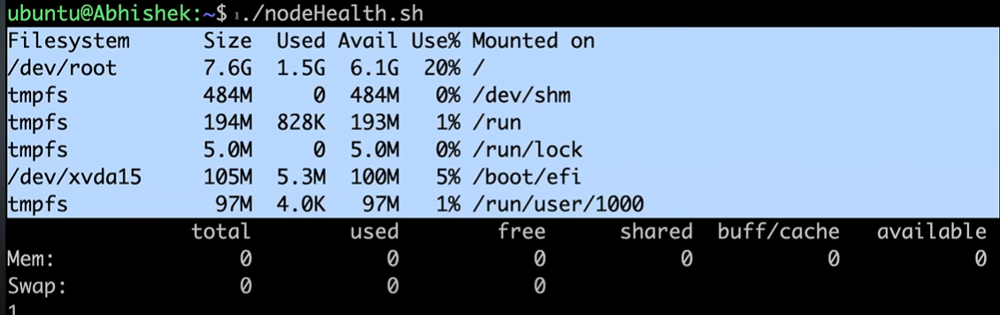 ubuntu@Abhishek:~$ ./nodeHealth.sh
Filesystem Size Used Avail Use% Mounted on
/dev/root 7.6G 1.5G 6.1G 20% /
tmpfs 484M 0 484M 0% /dev/shm
tmpfs 194M 828K 193M 1% /run
tmpfs 5.0M 0 5.0M 0% /run/lock
/dev/xvda15 105M 5.3M 100M 5% /boot/efi
tmpfs 97M 4.0K 97M 1% /run/user/1000
total used free shared buff/cache available
Mem: 0 0 0 0 0 0
Swap: 0 0 0
1